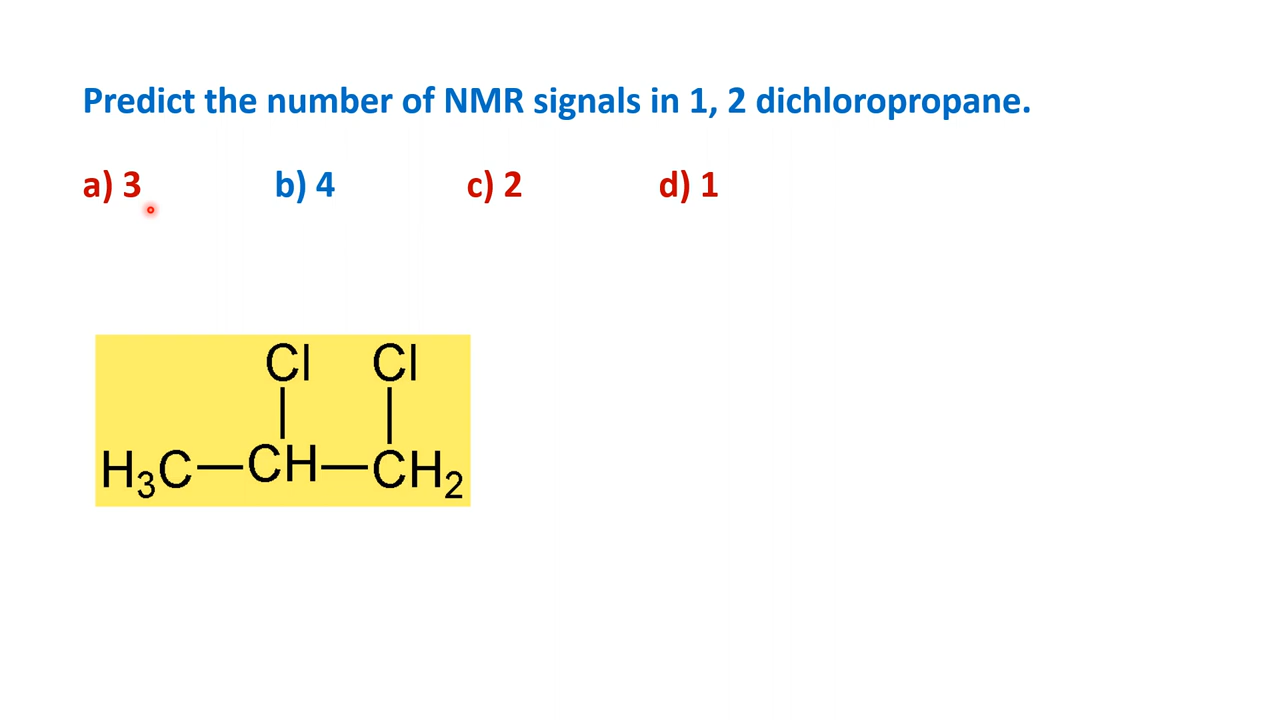 Predict the number of NMR signals in 1, 2 dichloropropane.
a) 3 b) 4 c) 2 d) 1
Cl Cl
H₃C—CH—CH₂